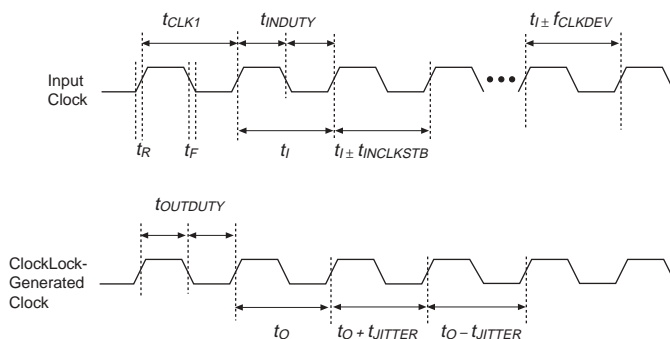 tCLK1 tINDUTY tI ± fCLKDEV
Input
Clock
tR tF tI tI ± tINCLKSTB
tOUTDUTY
ClockLock-
Generated
Clock
tO tO + tJITTER tO – tJITTER